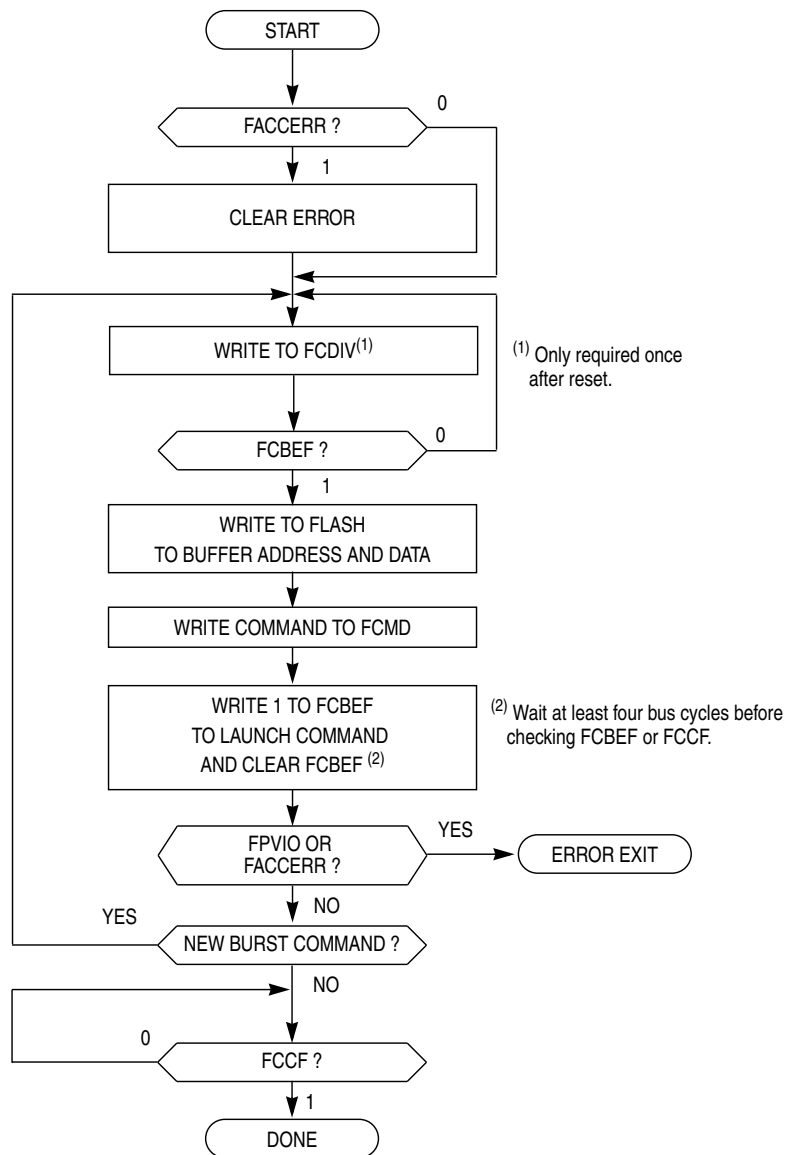 START
0
FACCERR ?
1
CLEAR ERROR
WRITE TO FCDIV(1)
(1) Only required once
after reset.
FCBEF ?
0
1
WRITE TO FLASH
TO BUFFER ADDRESS AND DATA
WRITE COMMAND TO FCMD
WRITE 1 TO FCBEF
TO LAUNCH COMMAND
AND CLEAR FCBEF (2)
(2) Wait at least four bus cycles before
checking FCBEF or FCCF.
FPVIO OR
FACCERR ?
YES
ERROR EXIT
NO
YES
NEW BURST COMMAND ?
NO
0
FCCF ?
1
DONE